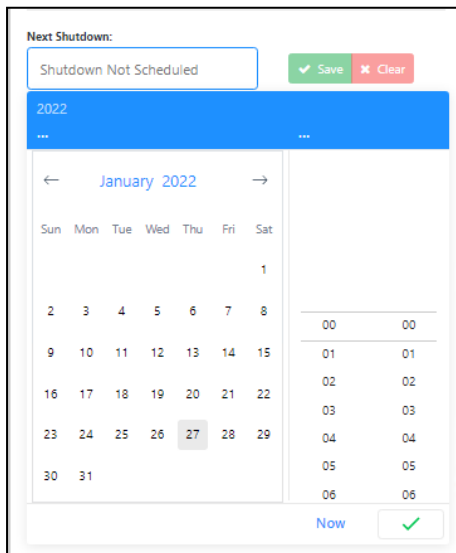 Next Shutdown:
Shutdown Not Scheduled
Save
Clear
2022
... ...
January 2022
Sun Mon Tue Wed Thu Fri Sat
1
2 3 4 5 6 7 8
00 00
9 10 11 12 13 14 15
01 01
02 02
16 17 18 19 20 21 22
03 03
23 24 25 26 27 28 29
04 04
05 05
30 31
06 06
Now